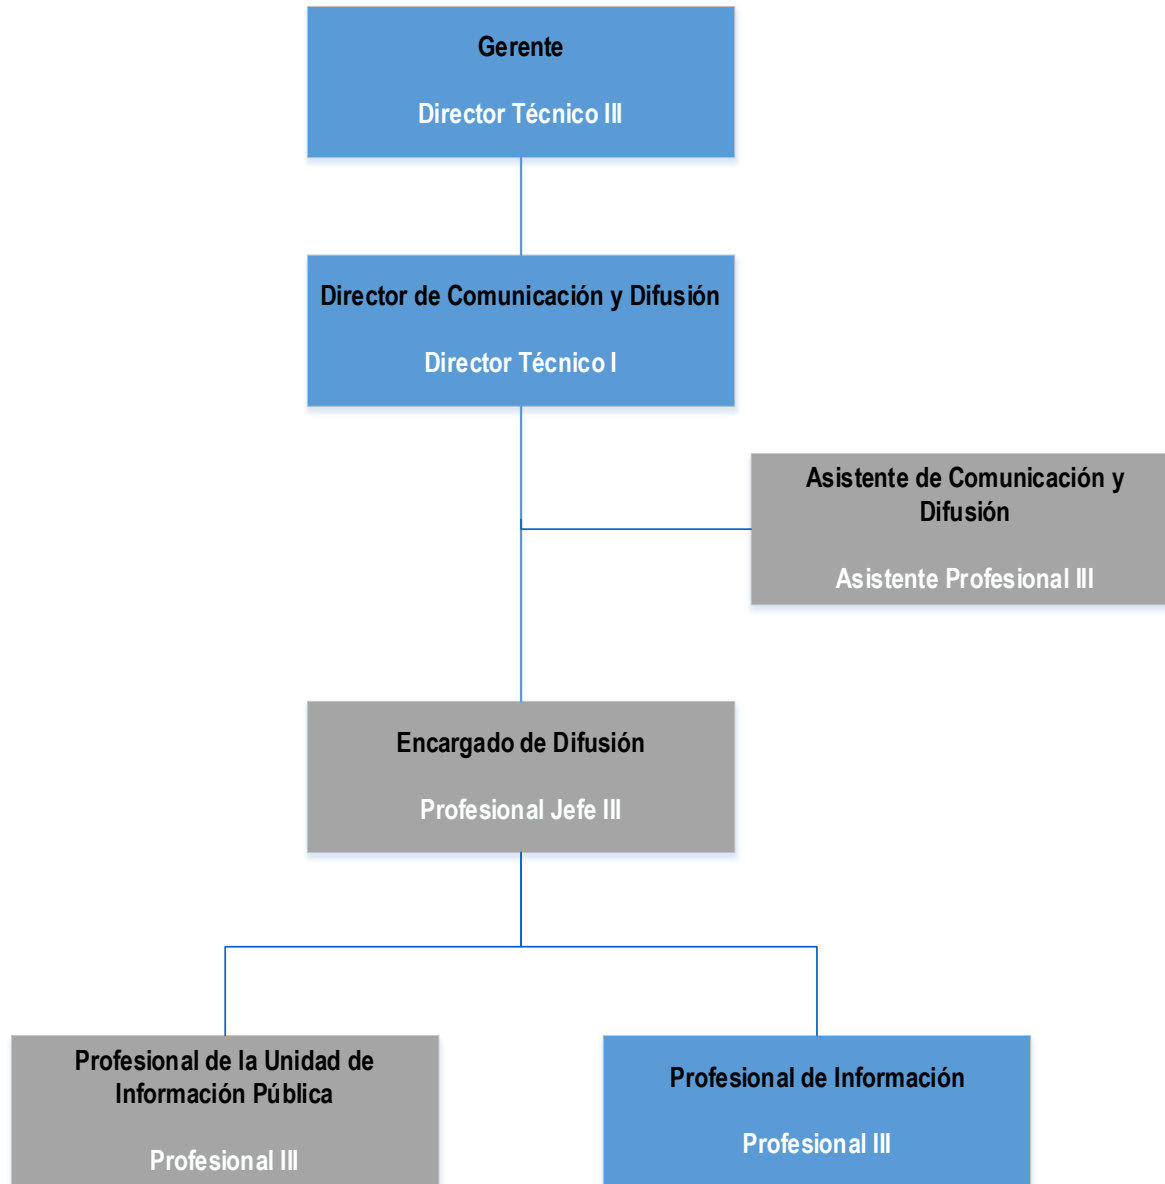 Gerente
Director Técnico III
Director de Comunicación y Difusión
Director Técnico I
Asistente de Comunicación y
Difusión
Asistente Profesional III
Encargado de Difusión
Profesional Jefe III
Profesional de la Unidad de
Información Pública
Profesional III
Profesional de Información
Profesional III